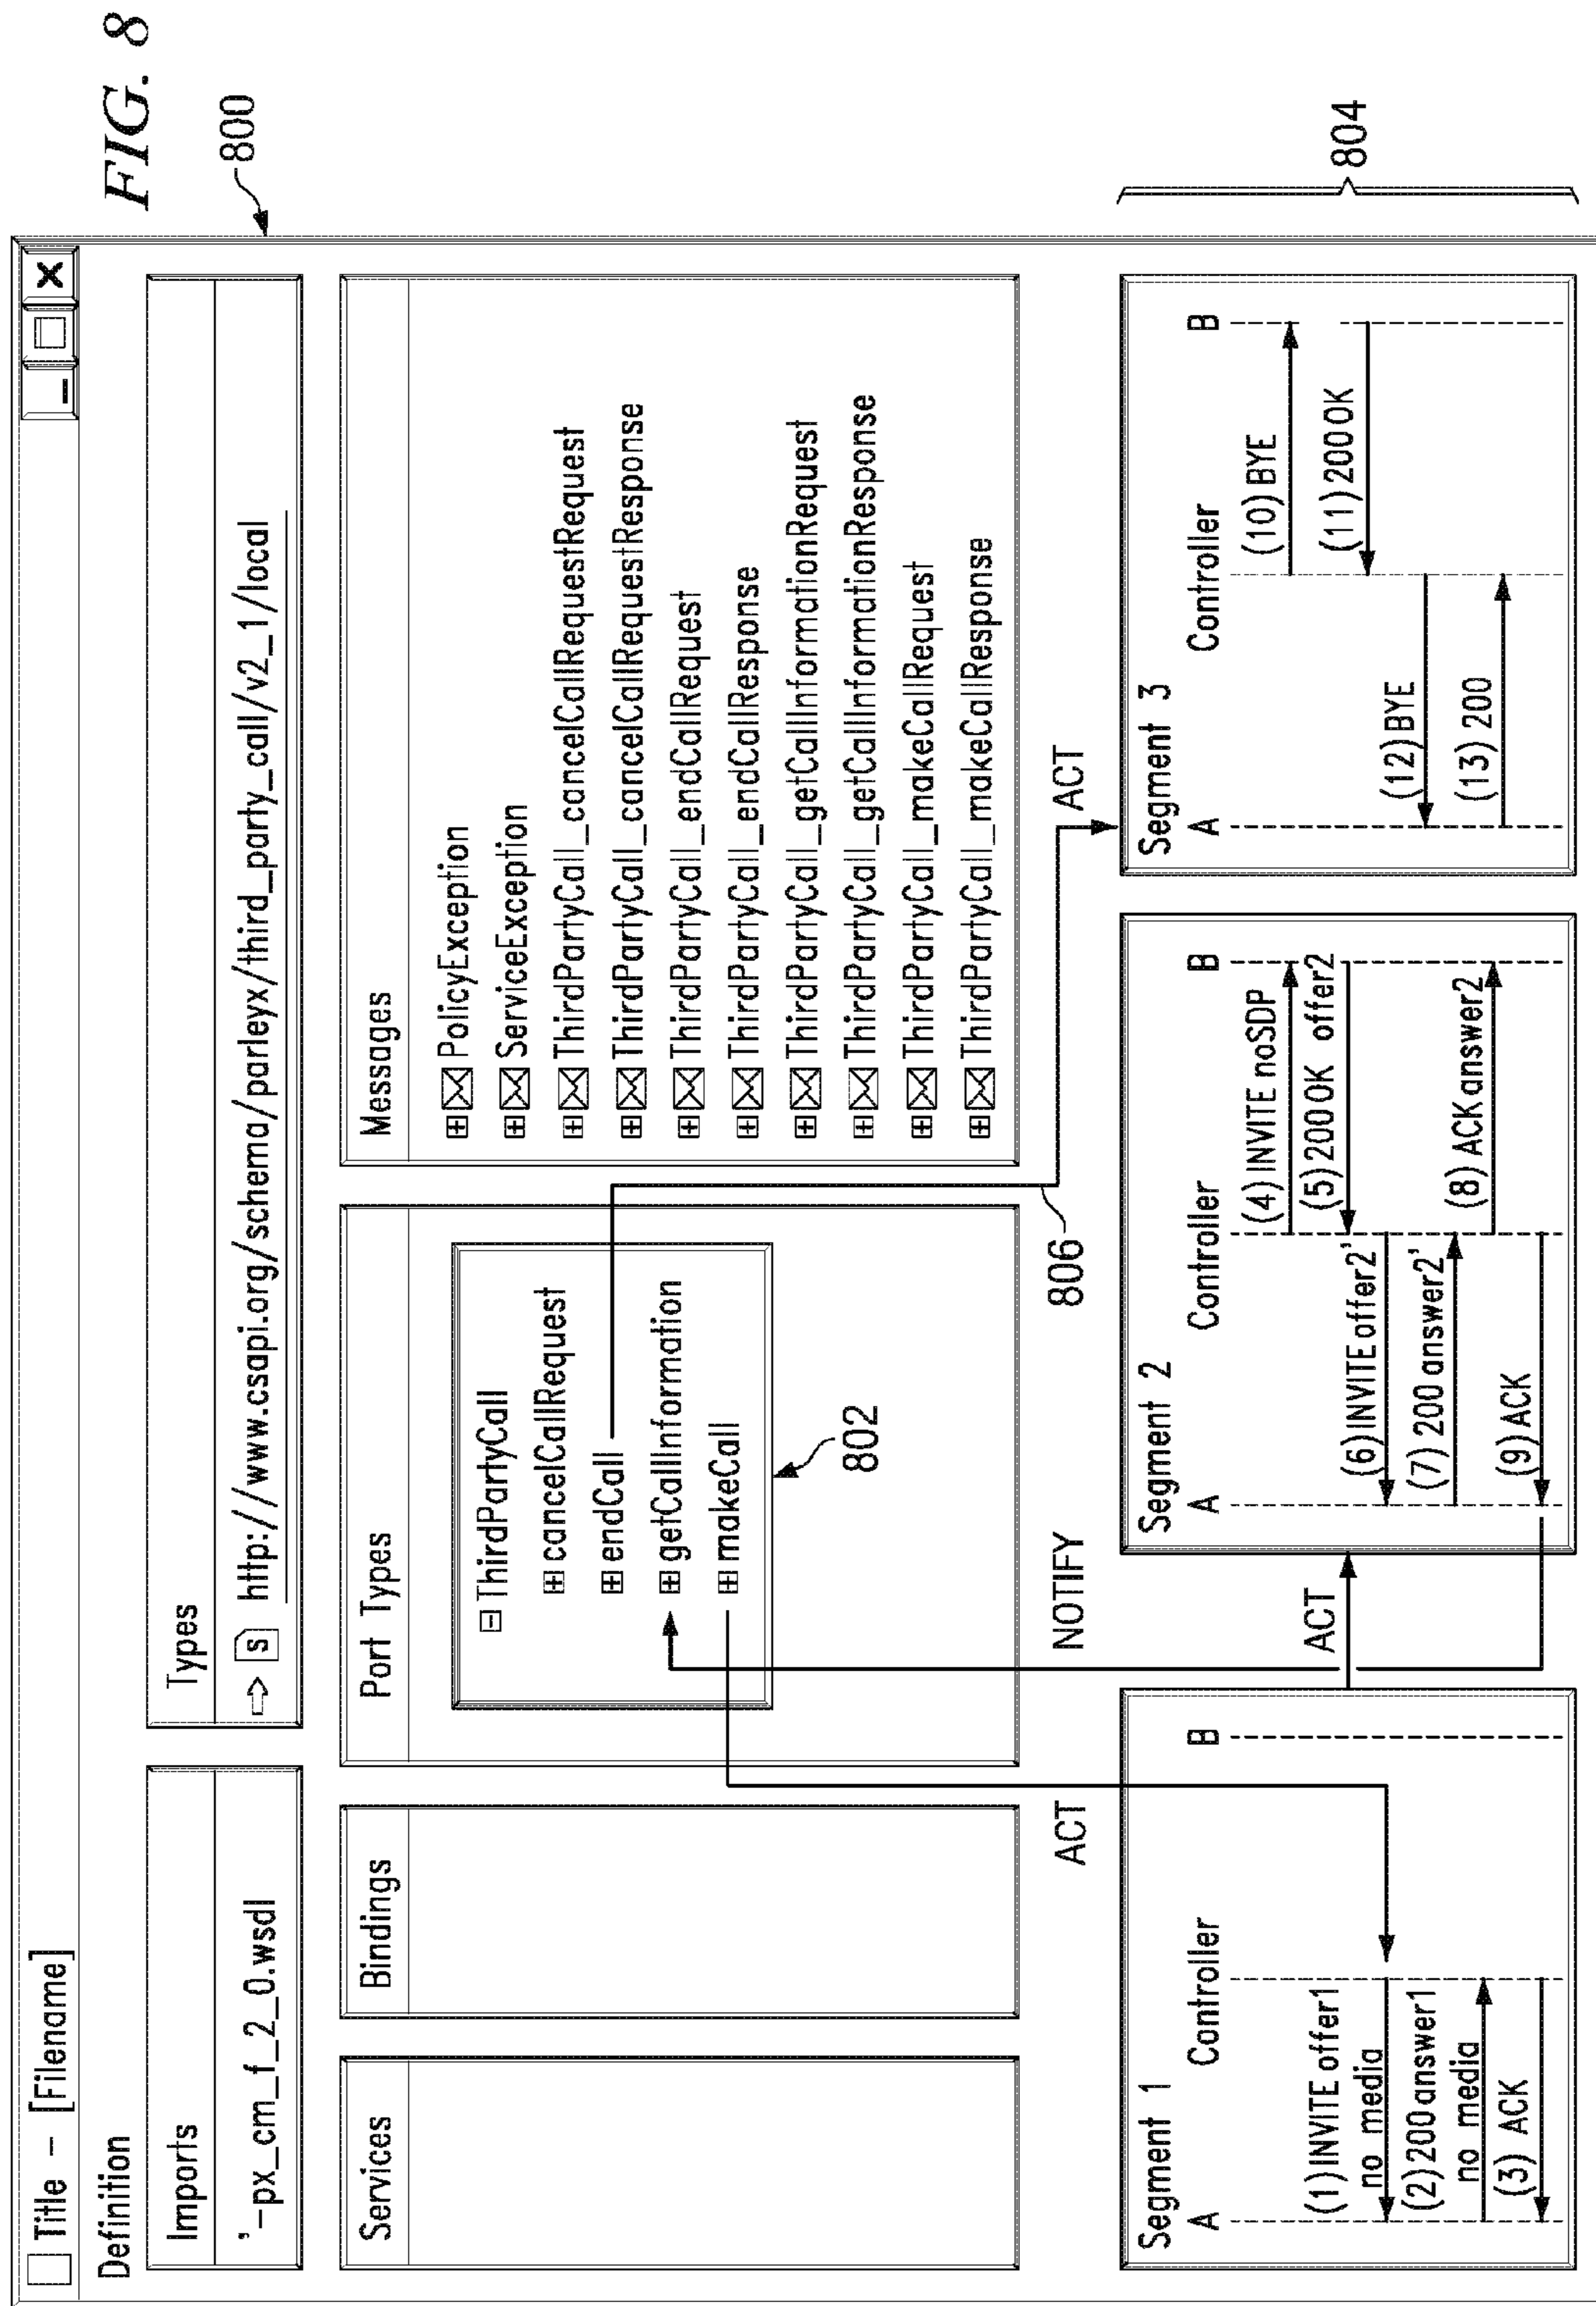 FIG. 8
800
Title – [Filename]
Definition
Imports
'–px_cm_f_2_0.wsdl
Types
S http://www.csapi.org/schema/parleyx/third_party_call/v2_1/local
Services
Bindings
Port Types
ThirdPartyCall
cancelCallRequest
endCall
getCallInformation
makeCall
802
Messages
PolicyException
ServiceException
ThirdPartyCall_cancelCallRequestRequest
ThirdPartyCall_cancelCallRequestResponse
ThirdPartyCall_endCallRequest
ThirdPartyCall_endCallResponse
ThirdPartyCall_getCallInformationRequest
ThirdPartyCall_getCallInformationResponse
ThirdPartyCall_makeCallRequest
ThirdPartyCall_makeCallResponse
ACT
NOTIFY
806
ACT
804
Segment 1
A Controller B
(1) INVITE offer1
no media
(2) 200 answer1
no media
(3) ACK
ACT
Segment 2
A Controller B
(4) INVITE noSDP
(5) 200 OK offer2
(6) INVITE offer2'
(7) 200 answer2'
(8) ACK answer2
(9) ACK
Segment 3
A Controller B
(10) BYE
(11) 200 OK
(12) BYE
(13) 200